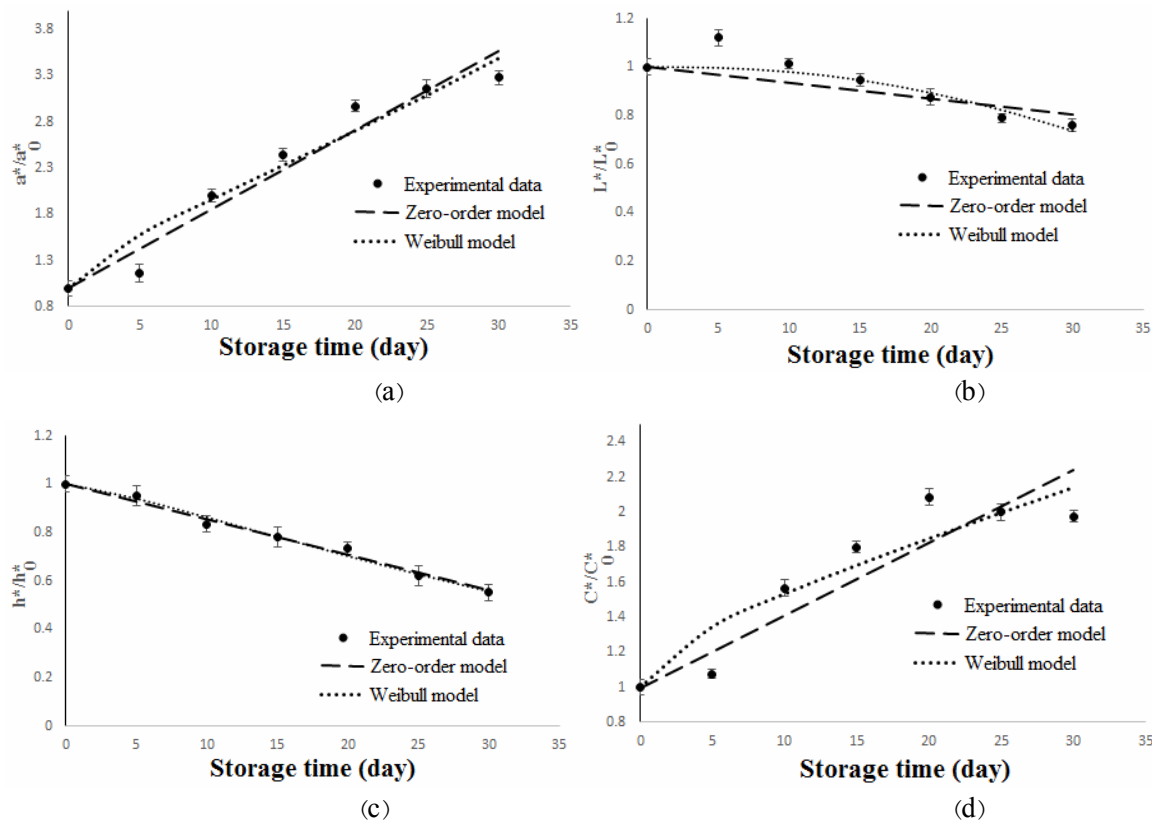 3.8
3.3
2.8
2.3
1.8
1.3
0.8
a*/a*0
0 5 10 15 20 25 30 35
Experimental data
Zero-order model
Weibull model
Storage time (day)
(a)
1.2
1
0.8
0.6
0.4
0.2
0
L*/L*0
0 5 10 15 20 25 30 35
Experimental data
Zero-order model
Weibull model
Storage time (day)
(b)
1.2
1
0.8
0.6
0.4
0.2
0
h*/h*0
0 5 10 15 20 25 30 35
Experimental data
Zero-order model
Weibull model
Storage time (day)
(c)
2.4
2.2
2
1.8
1.6
1.4
1.2
1
0.8
C*/C*0
0 5 10 15 20 25 30 35
Experimental data
Zero-order model
Weibull model
Storage time (day)
(d)